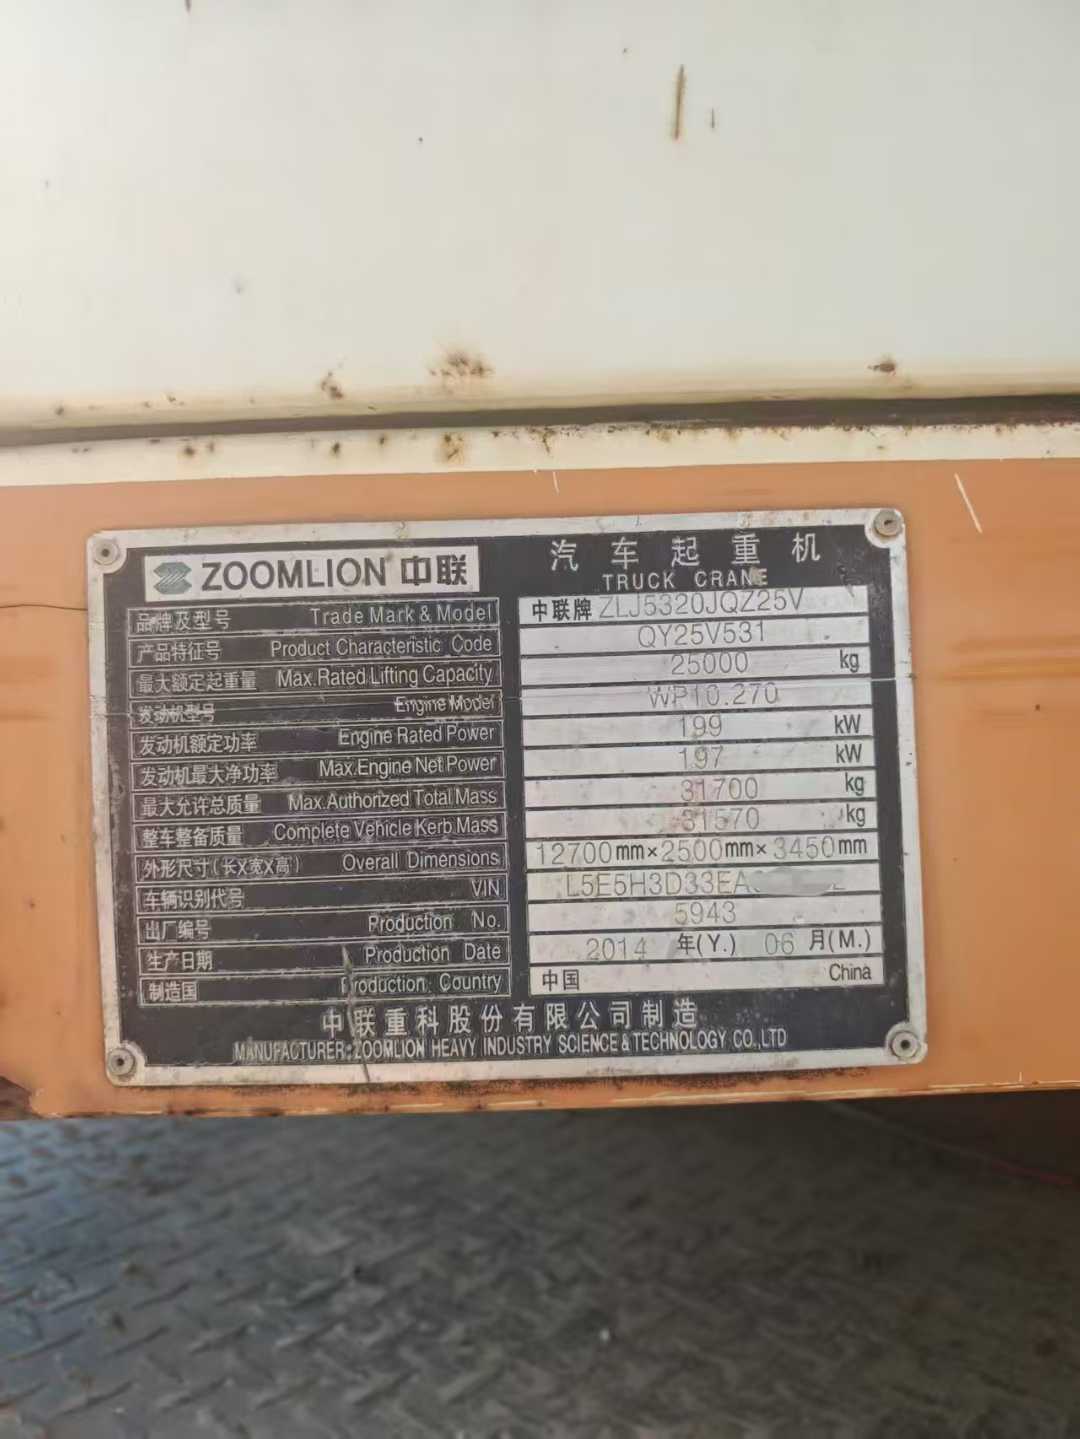 ZOOMLION 中联
汽车起重机
TRUCK CRANE
品牌及型号 Trade Mark & Model 中联牌 ZLJ5320JQZ25V
产品特征号 Product Characteristic Code QY25V531
最大额定起重量 Max.Rated Lifting Capacity 25000 kg
发动机型号 Engine Model WP10.270
发动机额定功率 Engine Rated Power 199 kW
发动机最大净功率 Max.Engine Net Power 197 kW
最大允许总质量 Max.Authorized Total Mass 31700 kg
整车整备质量 Complete Vehicle Kerb Mass 31570 kg
外形尺寸(长X宽X高) Overall Dimensions 12700mm×2500mm×3450mm
车辆识别代号 VIN L5E5H3D33EA
出厂编号 Production No. 5943
生产日期 Production Date 2014 年(Y.) 06 月(M.)
制造国 Production Country 中国 China
中联重科股份有限公司制造
MANUFACTURER:ZOOMLION HEAVY INDUSTRY SCIENCE & TECHNOLOGY CO.,LTD